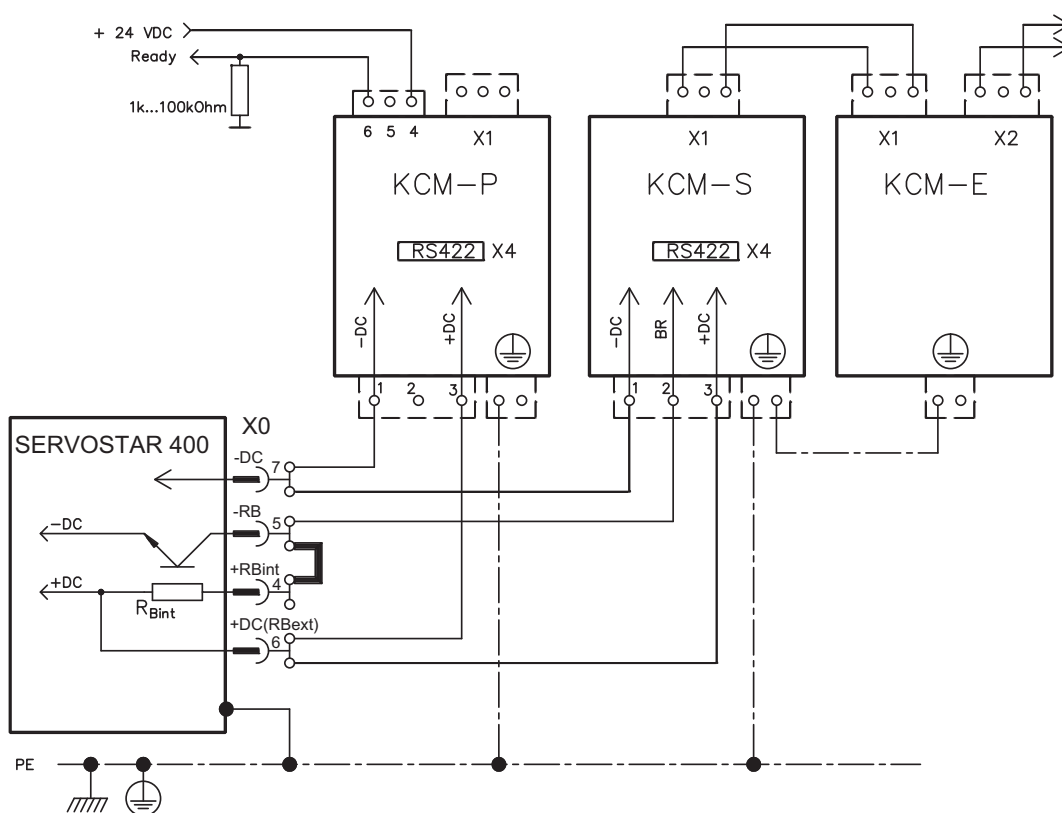 + 24 VDC
Ready
1k...100kOhm
6 5 4
X1
KCM-P
RS422 X4
-DC
+DC
1 2 3
X1
KCM-S
RS422 X4
-DC
BR
+DC
1 2 3
X1 X2
KCM-E
SERVOSTAR 400
X0
-DC 7
-RB
5
-DC
+RBint
4
+DC
RBint
+DC(RBext)
6
PE